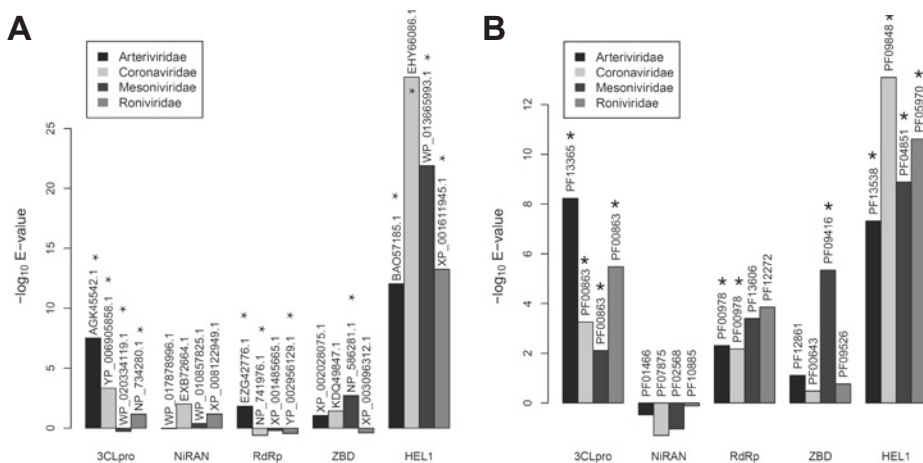 A
Arteriviridae
Coronaviridae
Mesoniviridae
Roniviridae
−log10 E−value
0
5
10
15
20
25
AGK45542.1 *
YP_006905858.1 *
WP_020334119.1 *
NP_734280.1 *
WP_017878996.1
EXB72664.1
WP_010857825.1
XP_008122949.1
EZG42776.1 *
NP_741976.1 *
XP_001485665.1
YP_002956129.1 *
XP_002028075.1
KDQ49847.1
NP_586281.1 *
XP_003096312.1
BAO57185.1 *
EHY66086.1 *
WP_013665993.1 *
XP_001611945.1 *
3CLpro
NiRAN
RdRp
ZBD
HEL1
B
Arteriviridae
Coronaviridae
Mesoniviridae
Roniviridae
−log10 E−value
0
2
4
6
8
10
12
PF13365 *
PF00863 *
PF00863 *
PF00863 *
PF01466
PF07875
PF02568
PF10885
PF00978 *
PF00978 *
PF13606
PF12272
PF12861
PF00643
PF09416 *
PF09526
PF13538 *
PF09848 *
PF04851 *
PF05970 *
3CLpro
NiRAN
RdRp
ZBD
HEL1